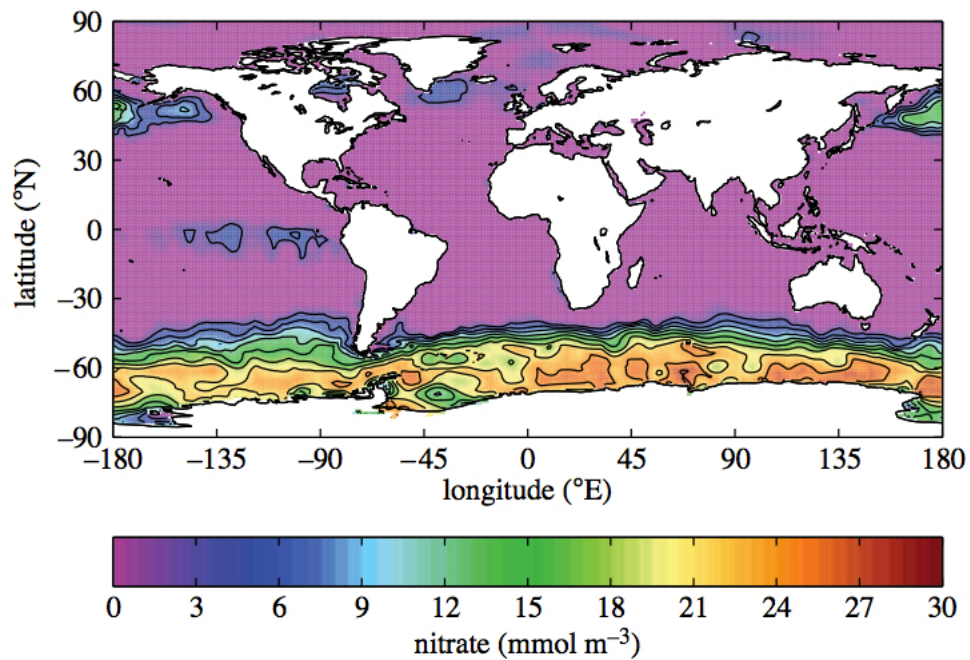 90
60
30
0
−30
−60
−90
latitude (°N)
−180 −135 −90 −45 0 45 90 135 180
longitude (°E)
0 3 6 9 12 15 18 21 24 27 30
nitrate (mmol m⁻³)